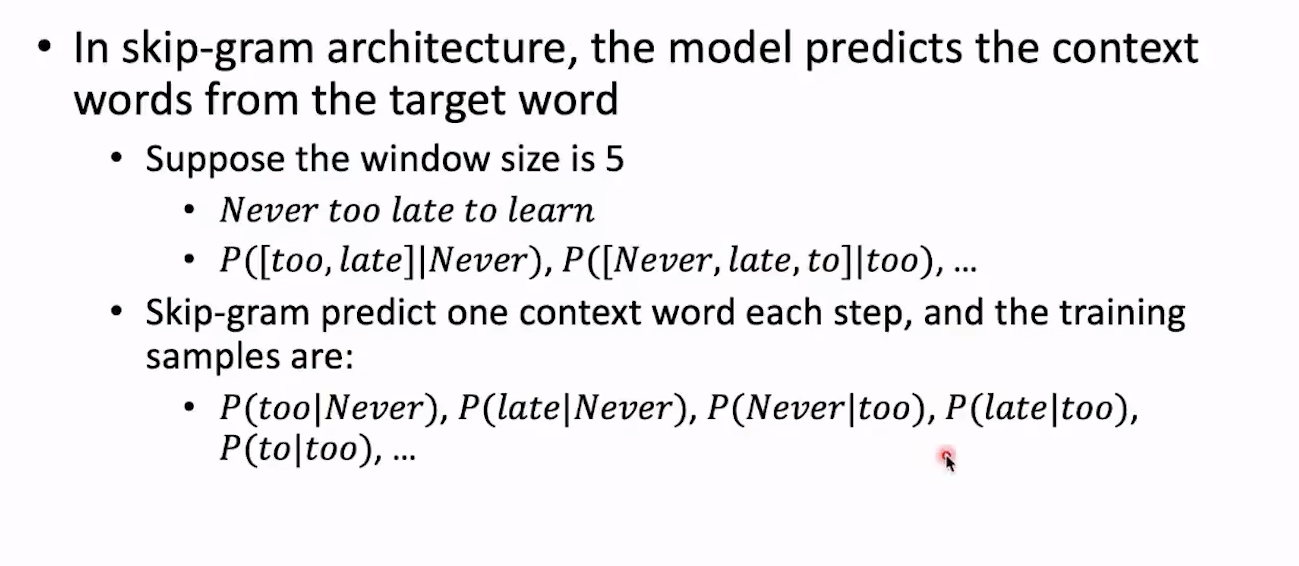 • In skip-gram architecture, the model predicts the context
words from the target word
• Suppose the window size is 5
• Never too late to learn
• P([too, late]|Never), P([Never, late, to]|too), ...
• Skip-gram predict one context word each step, and the training
samples are:
• P(too|Never), P(late|Never), P(Never|too), P(late|too),
P(to|too), ...